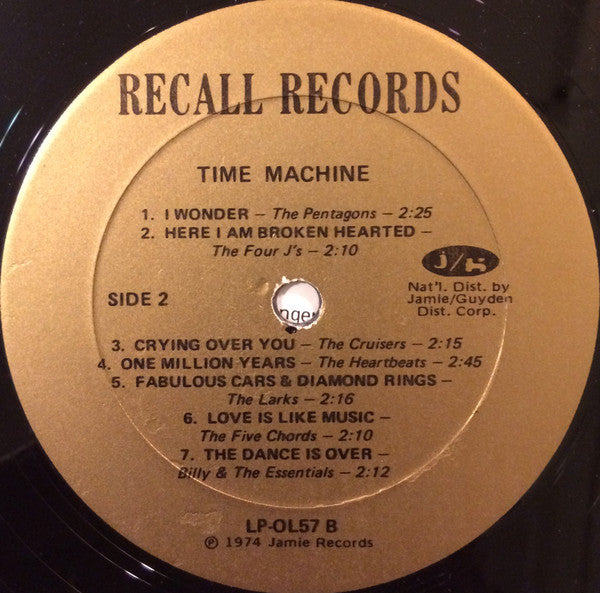 RECALL RECORDS
TIME MACHINE
1. I WONDER – The Pentagons – 2:25
2. HERE I AM BROKEN HEARTED –
The Four J's – 2:10
j/g
SIDE 2
Nat'l. Dist. by
Jamie/Guyden
Dist. Corp.
nger
3. CRYING OVER YOU – The Cruisers – 2:15
4. ONE MILLION YEARS – The Heartbeats – 2:45
5. FABULOUS CARS & DIAMOND RINGS –
The Larks – 2:16
6. LOVE IS LIKE MUSIC –
The Five Chords – 2:10
7. THE DANCE IS OVER –
Billy & The Essentials – 2:12
LP-OL57 B
℗ 1974 Jamie Records